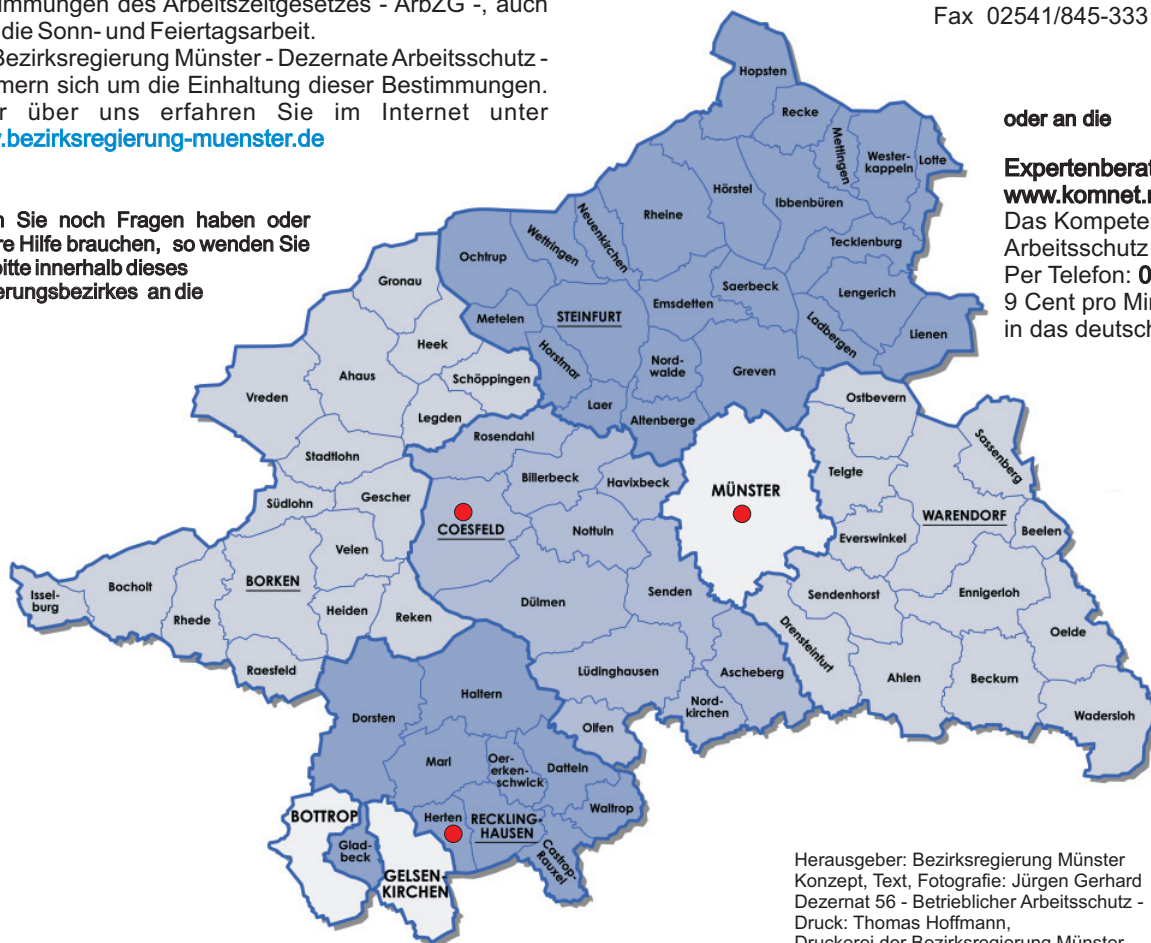 immungen des Arbeitszeitgesetzes - ArbZG -, auch
die Sonn- und Feiertagsarbeit.
Bezirksregierung Münster - Dezernate Arbeitsschutz -
mern sich um die Einhaltung dieser Bestimmungen.
r über uns erfahren Sie im Internet unter
.bezirksregierung-muenster.de
n Sie noch Fragen haben oder
re Hilfe brauchen, so wenden Sie
bitte innerhalb dieses
erungsbezirkes an die
Fax 02541/845-333
oder an die
Expertenberat
www.komnet.n
Das Kompete
Arbeitsschutz
Per Telefon: 0
9 Cent pro Min
in das deutsch
Hopsten
Recke
Mettingen
Wester-
kappeln
Lotte
Hörstel
Ibbenbüren
Rheine
Neuenkirchen
Wettringen
Ochtrup
Tecklenburg
Saerbeck
Lengerich
Emsdetten
Ladbergen
Lienen
Metelen
STEINFURT
Horstmar
Nord-
walde
Greven
Laer
Altenberge
Gronau
Heek
Ahaus
Schöppingen
Vreden
Legden
Stadtlohn
Südlohn
Gescher
Velen
BORKEN
Bocholt
Issel-
burg
Rhede
Heiden
Reken
Raesfeld
Rosendahl
Billerbeck
Havixbeck
COESFELD
Nottuln
Dülmen
Senden
Lüdinghausen
Ascheberg
Nord-
kirchen
Olfen
MÜNSTER
Ostbevern
Sassenberg
Telgte
WARENDORF
Everswinkel
Beelen
Sendenhorst
Ennigerloh
Drensteinfurt
Oelde
Ahlen
Beckum
Wadersloh
Haltern
Dorsten
Marl
Oer-
erken-
schwick
Datteln
Waltrop
Herten
RECKLING-
HAUSEN
Castrop-
Rauxel
BOTTROP
Glad-
beck
GELSEN-
KIRCHEN
Herausgeber: Bezirksregierung Münster
Konzept, Text, Fotografie: Jürgen Gerhard
Dezernat 56 - Betrieblicher Arbeitsschutz -
Druck: Thomas Hoffmann,
Druckerei der Bezirksregierung Münster